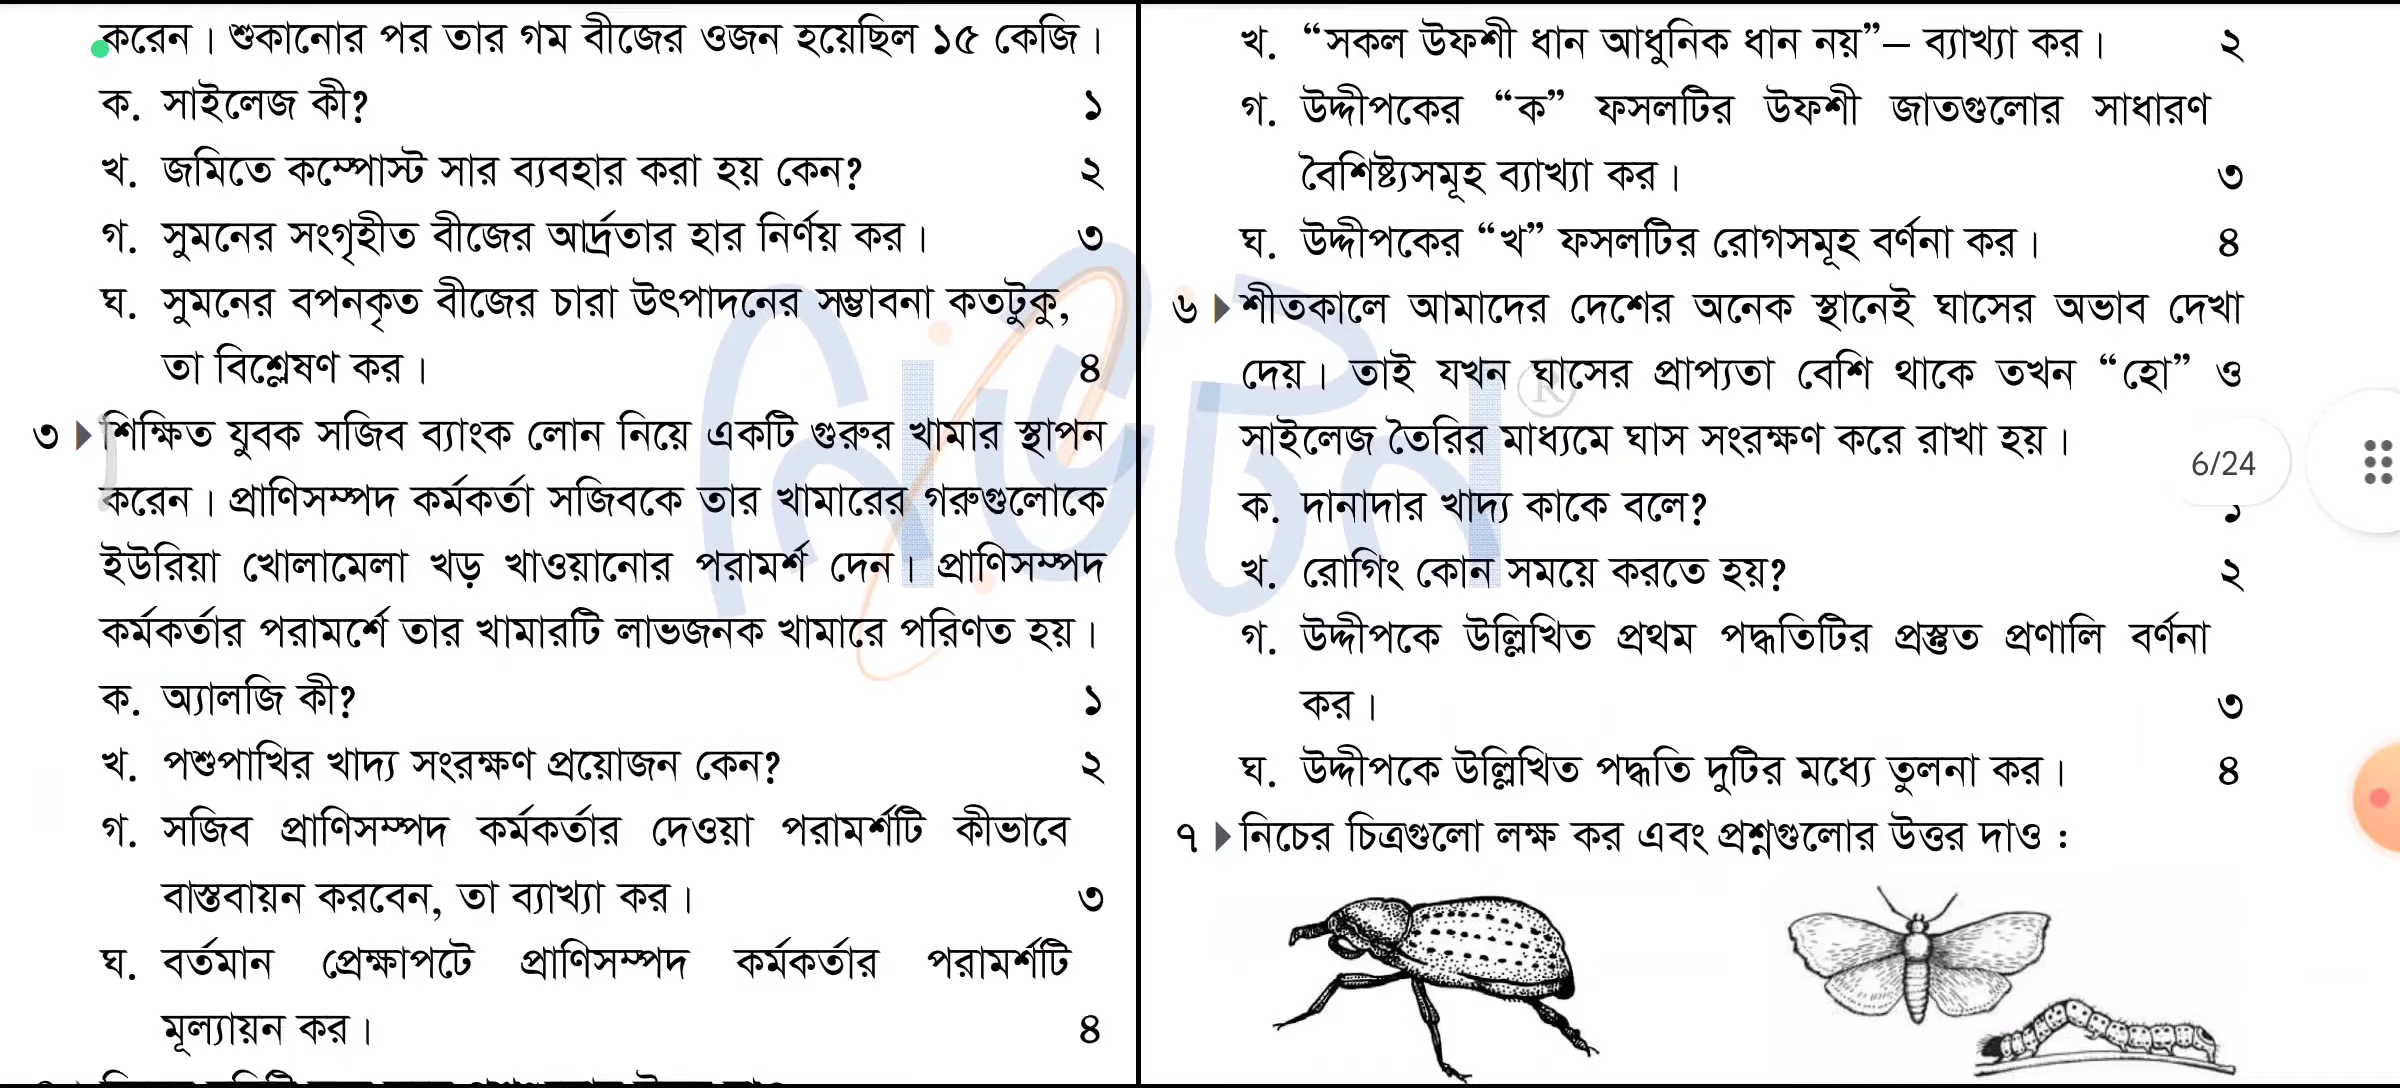 করেন। শুকানোর পর তার গম বীজের ওজন হয়েছিল ১৫ কেজি।
ক. সাইলেজ কী? ১
খ. জমিতে কম্পোস্ট সার ব্যবহার করা হয় কেন? ২
গ. সুমনের সংগৃহীত বীজের আর্দ্রতার হার নির্ণয় কর। ৩
ঘ. সুমনের বপনকৃত বীজের চারা উৎপাদনের সম্ভাবনা কতটুকু,
তা বিশ্লেষণ কর। ৪
৩ শিক্ষিত যুবক সজিব ব্যাংক লোন নিয়ে একটি গুরুর খামার স্থাপন
করেন। প্রাণিসম্পদ কর্মকর্তা সজিবকে তার খামারের গরুগুলোকে
ইউরিয়া খোলামেলা খড় খাওয়ানোর পরামর্শ দেন। প্রাণিসম্পদ
কর্মকর্তার পরামর্শে তার খামারটি লাভজনক খামারে পরিণত হয়।
ক. অ্যালজি কী? ১
খ. পশুপাখির খাদ্য সংরক্ষণ প্রয়োজন কেন? ২
গ. সজিব প্রাণিসম্পদ কর্মকর্তার দেওয়া পরামর্শটি কীভাবে
বাস্তবায়ন করবেন, তা ব্যাখ্যা কর। ৩
ঘ. বর্তমান প্রেক্ষাপটে প্রাণিসম্পদ কর্মকর্তার পরামর্শটি
মূল্যায়ন কর। ৪
খ. “সকল উফশী ধান আধুনিক ধান নয়”– ব্যাখ্যা কর। ২
গ. উদ্দীপকের “ক” ফসলটির উফশী জাতগুলোর সাধারণ
বৈশিষ্ট্যসমূহ ব্যাখ্যা কর। ৩
ঘ. উদ্দীপকের “খ” ফসলটির রোগসমূহ বর্ণনা কর। ৪
৬ শীতকালে আমাদের দেশের অনেক স্থানেই ঘাসের অভাব দেখা
দেয়। তাই যখন ঘাসের প্রাপ্যতা বেশি থাকে তখন “হো” ও
সাইলেজ তৈরির মাধ্যমে ঘাস সংরক্ষণ করে রাখা হয়।
6/24
ক. দানাদার খাদ্য কাকে বলে? ১
খ. রোগিং কোন সময়ে করতে হয়? ২
গ. উদ্দীপকে উল্লিখিত প্রথম পদ্ধতিটির প্রস্তুত প্রণালি বর্ণনা
কর। ৩
ঘ. উদ্দীপকে উল্লিখিত পদ্ধতি দুটির মধ্যে তুলনা কর। ৪
৭ নিচের চিত্রগুলো লক্ষ কর এবং প্রশ্নগুলোর উত্তর দাও :
নিউটন ®